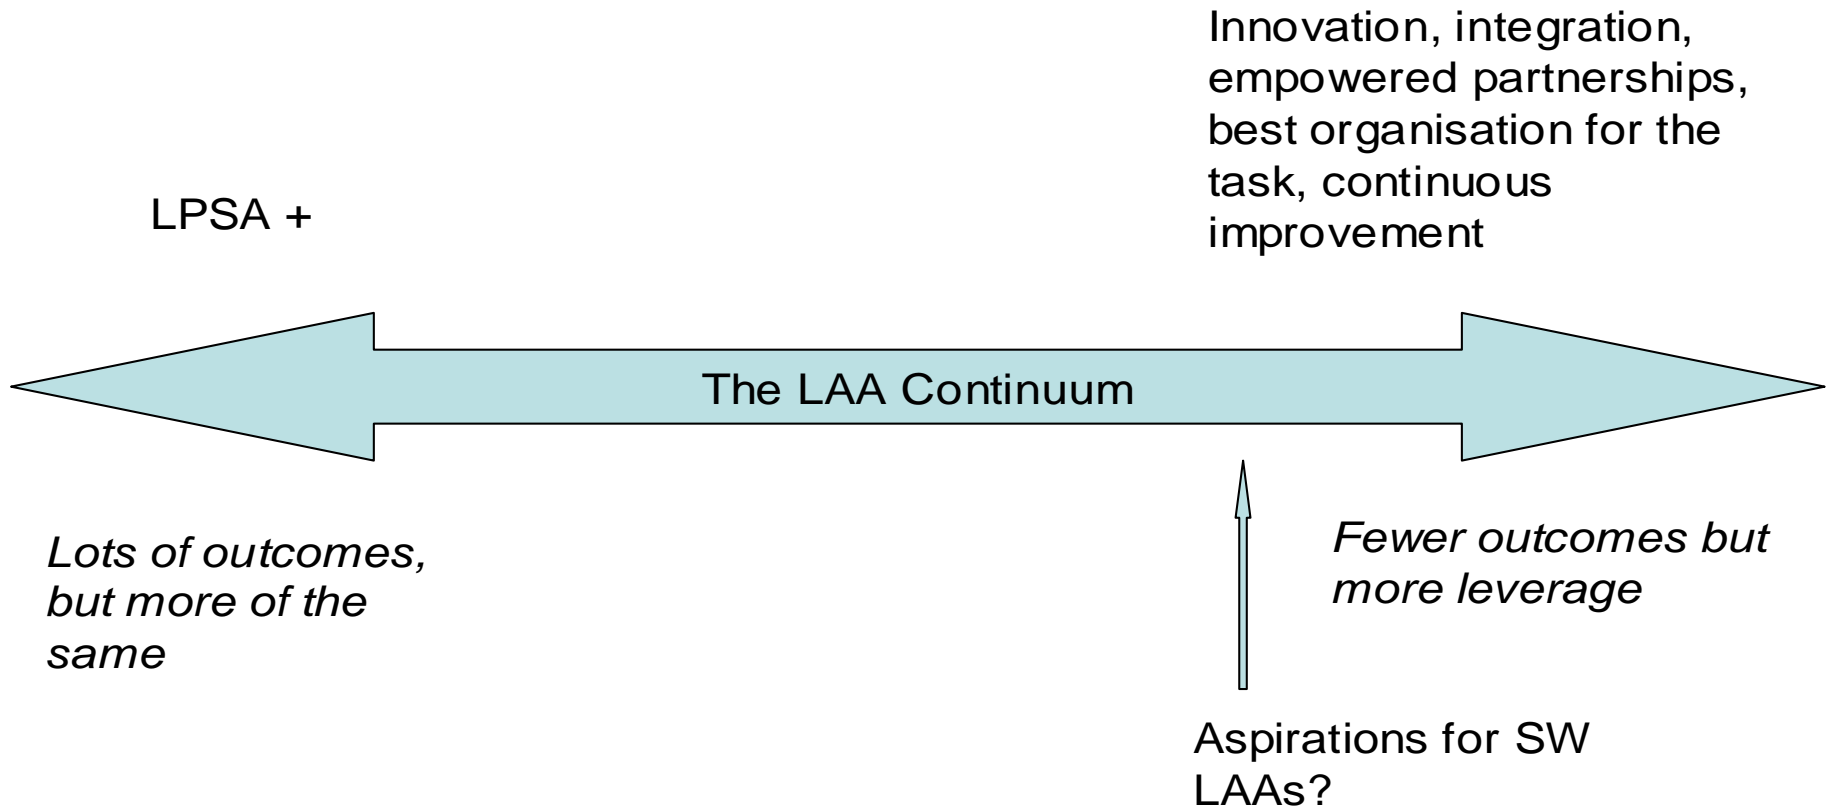 Innovation, integration,
empowered partnerships,
best organisation for the
task, continuous
improvement
LPSA +
The LAA Continuum
Lots of outcomes,
but more of the
same
Fewer outcomes but
more leverage
Aspirations for SW
LAAs?